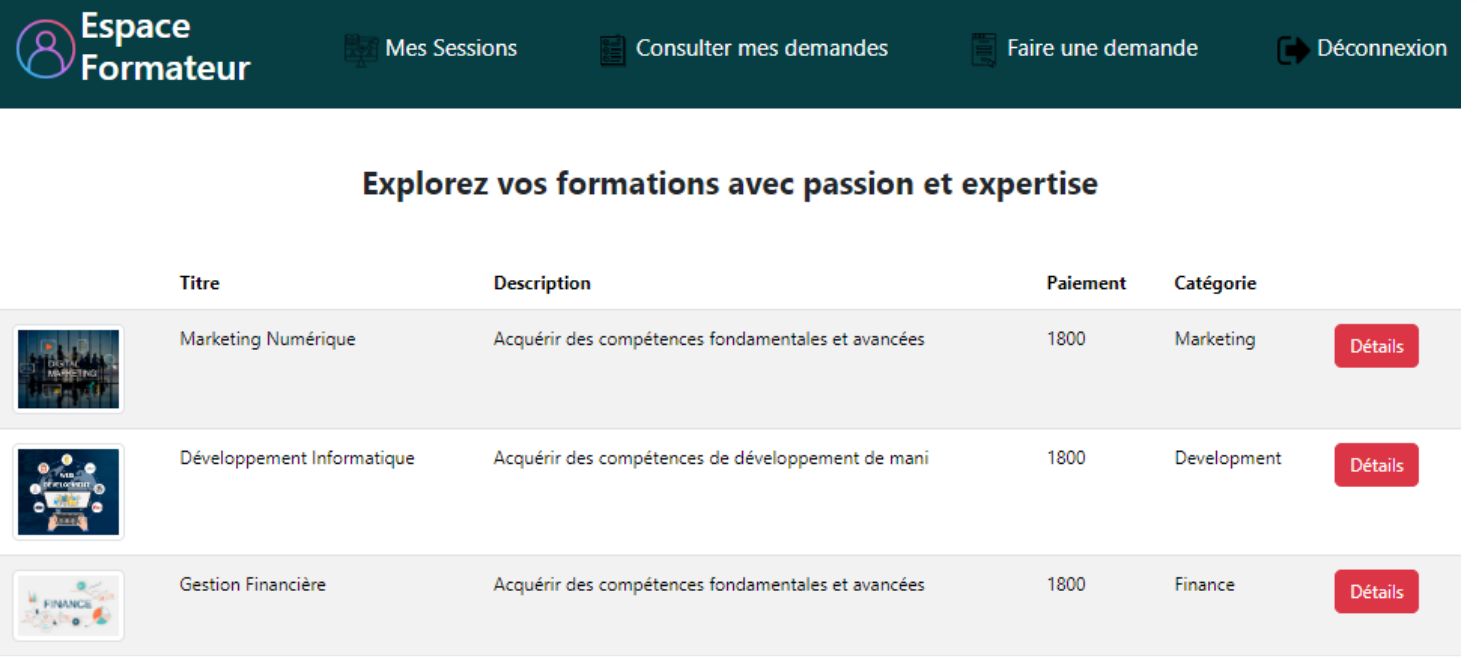 Espace
Formateur
Mes Sessions
Consulter mes demandes
Faire une demande
Déconnexion
Explorez vos formations avec passion et expertise
Titre Description Paiement Catégorie
Marketing Numérique Acquérir des compétences fondamentales et avancées 1800 Marketing Détails
DIGITAL
MARKETING
Développement Informatique Acquérir des compétences de développement de mani 1800 Development Détails
WEB
DEVELOPMENT
Gestion Financière Acquérir des compétences fondamentales et avancées 1800 Finance Détails
FINANCE